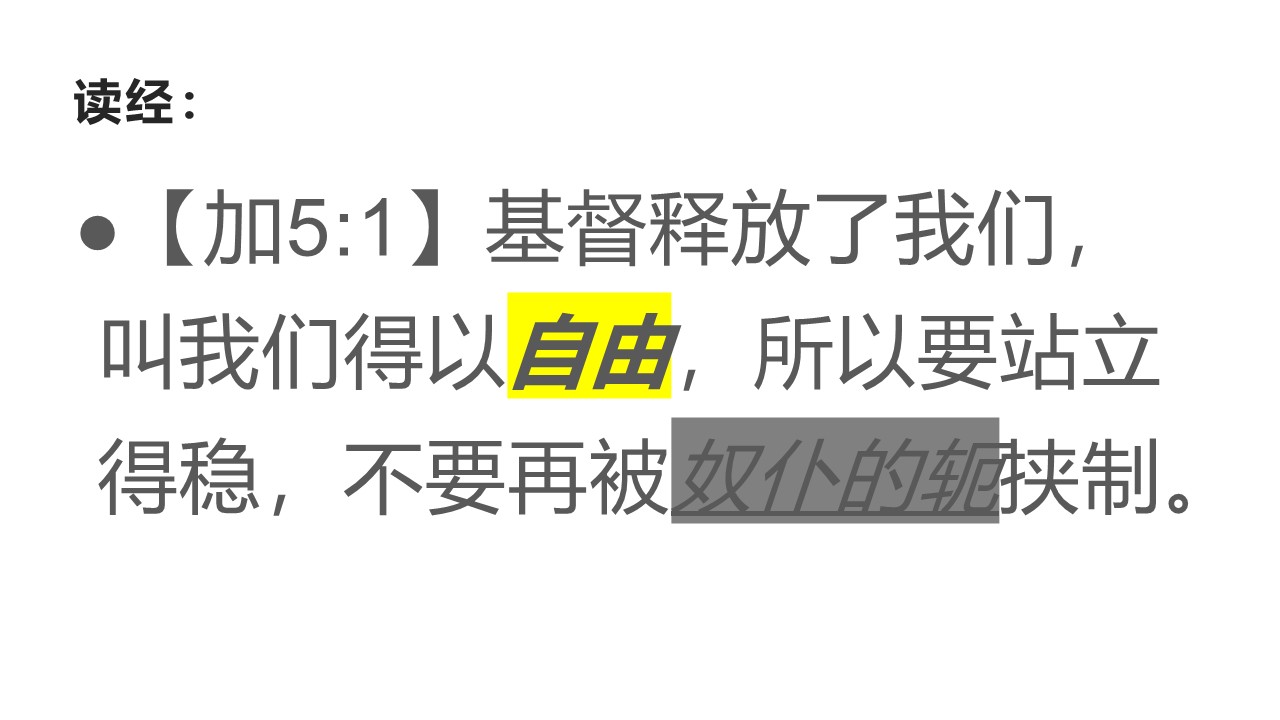 读经：
•【加5:1】基督释放了我们，
叫我们得以自由，所以要站立
得稳，不要再被奴仆的轭挟制。